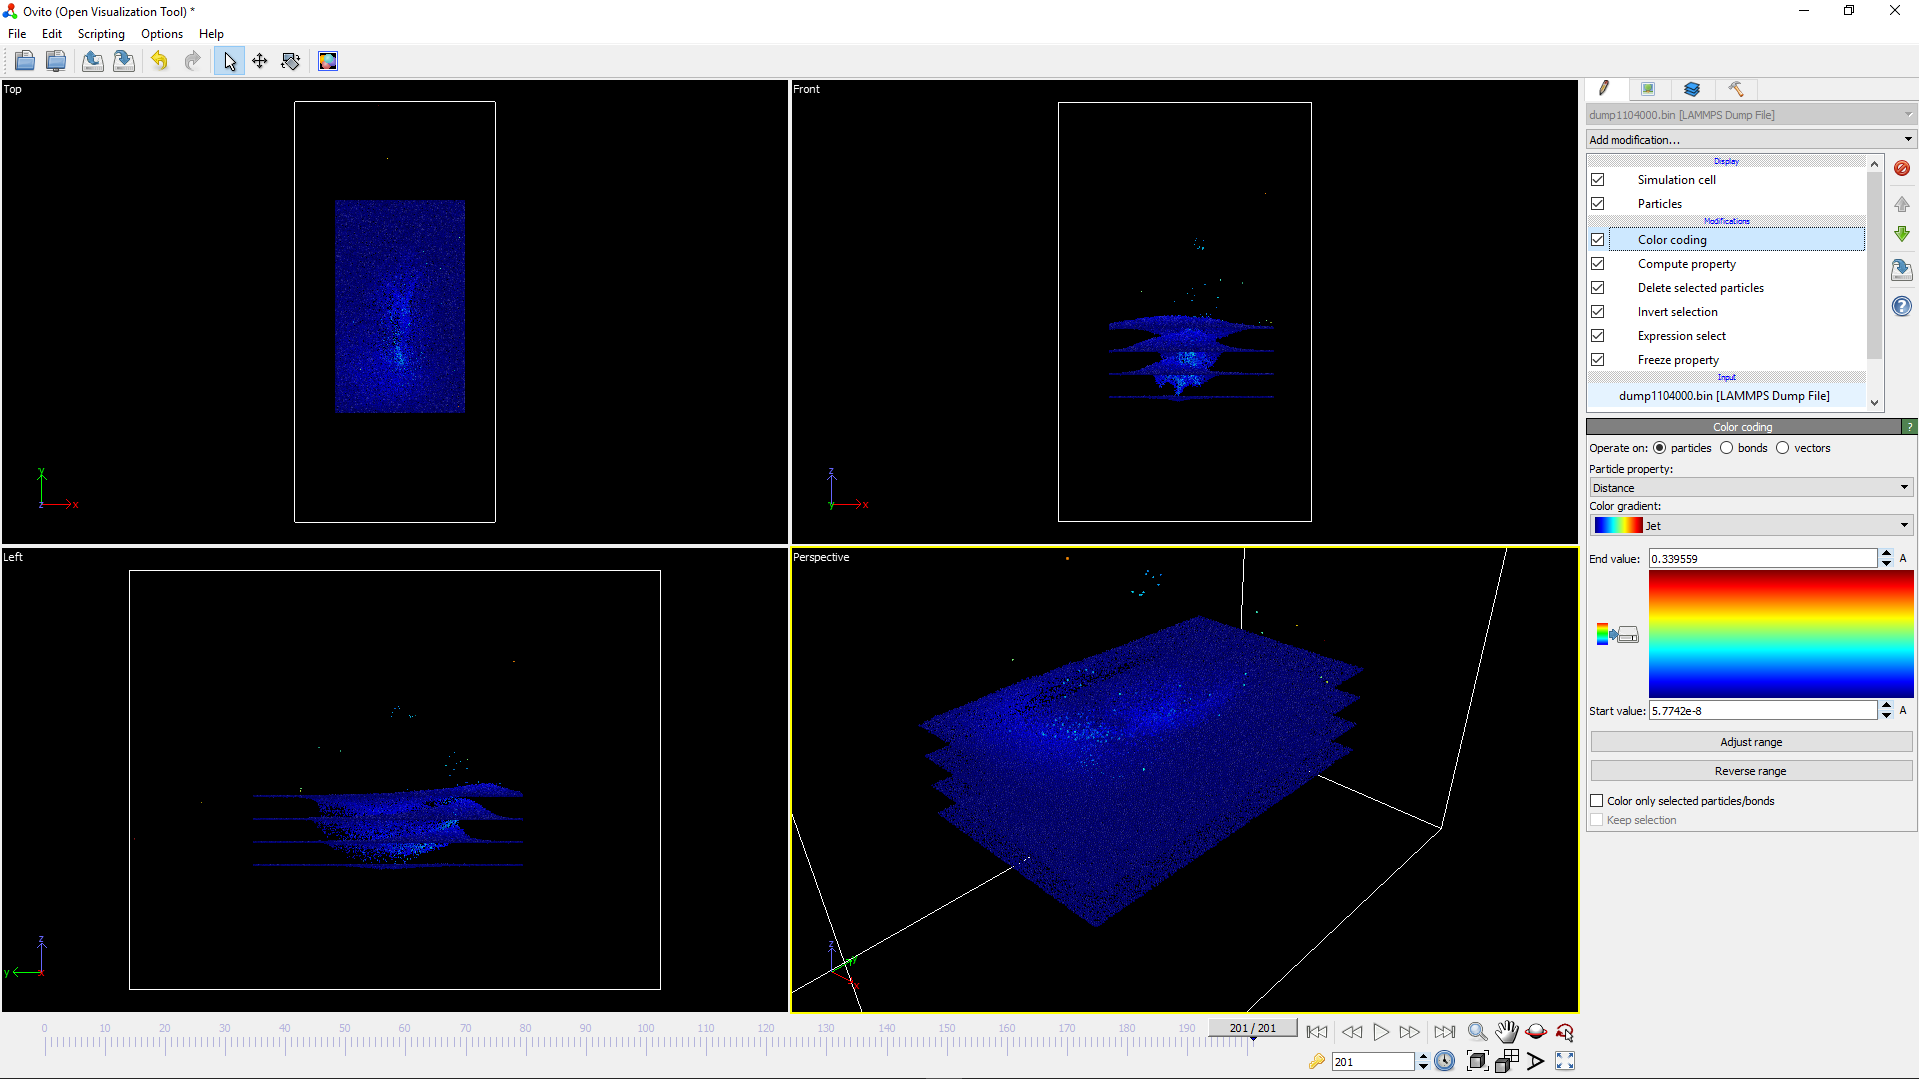 Ovito (Open Visualization Tool) *
File Edit Scripting Options Help
Top
y
z x
Front
z
y x
Left
z
y x
Perspective
z
y
x
dump1104000.bin [LAMMPS Dump File]
Add modification...
Display
Simulation cell
Particles
Modifications
Color coding
Compute property
Delete selected particles
Invert selection
Expression select
Freeze property
Input
dump1104000.bin [LAMMPS Dump File]
Color coding ?
Operate on: particles bonds vectors
Particle property:
Distance
Color gradient:
Jet
End value: 0.339559 A
Start value: 5.7742e-8 A
Adjust range
Reverse range
Color only selected particles/bonds
Keep selection
0 10 20 30 40 50 60 70 80 90 100 110 120 130 140 150 160 170 180 190 201 / 201
201